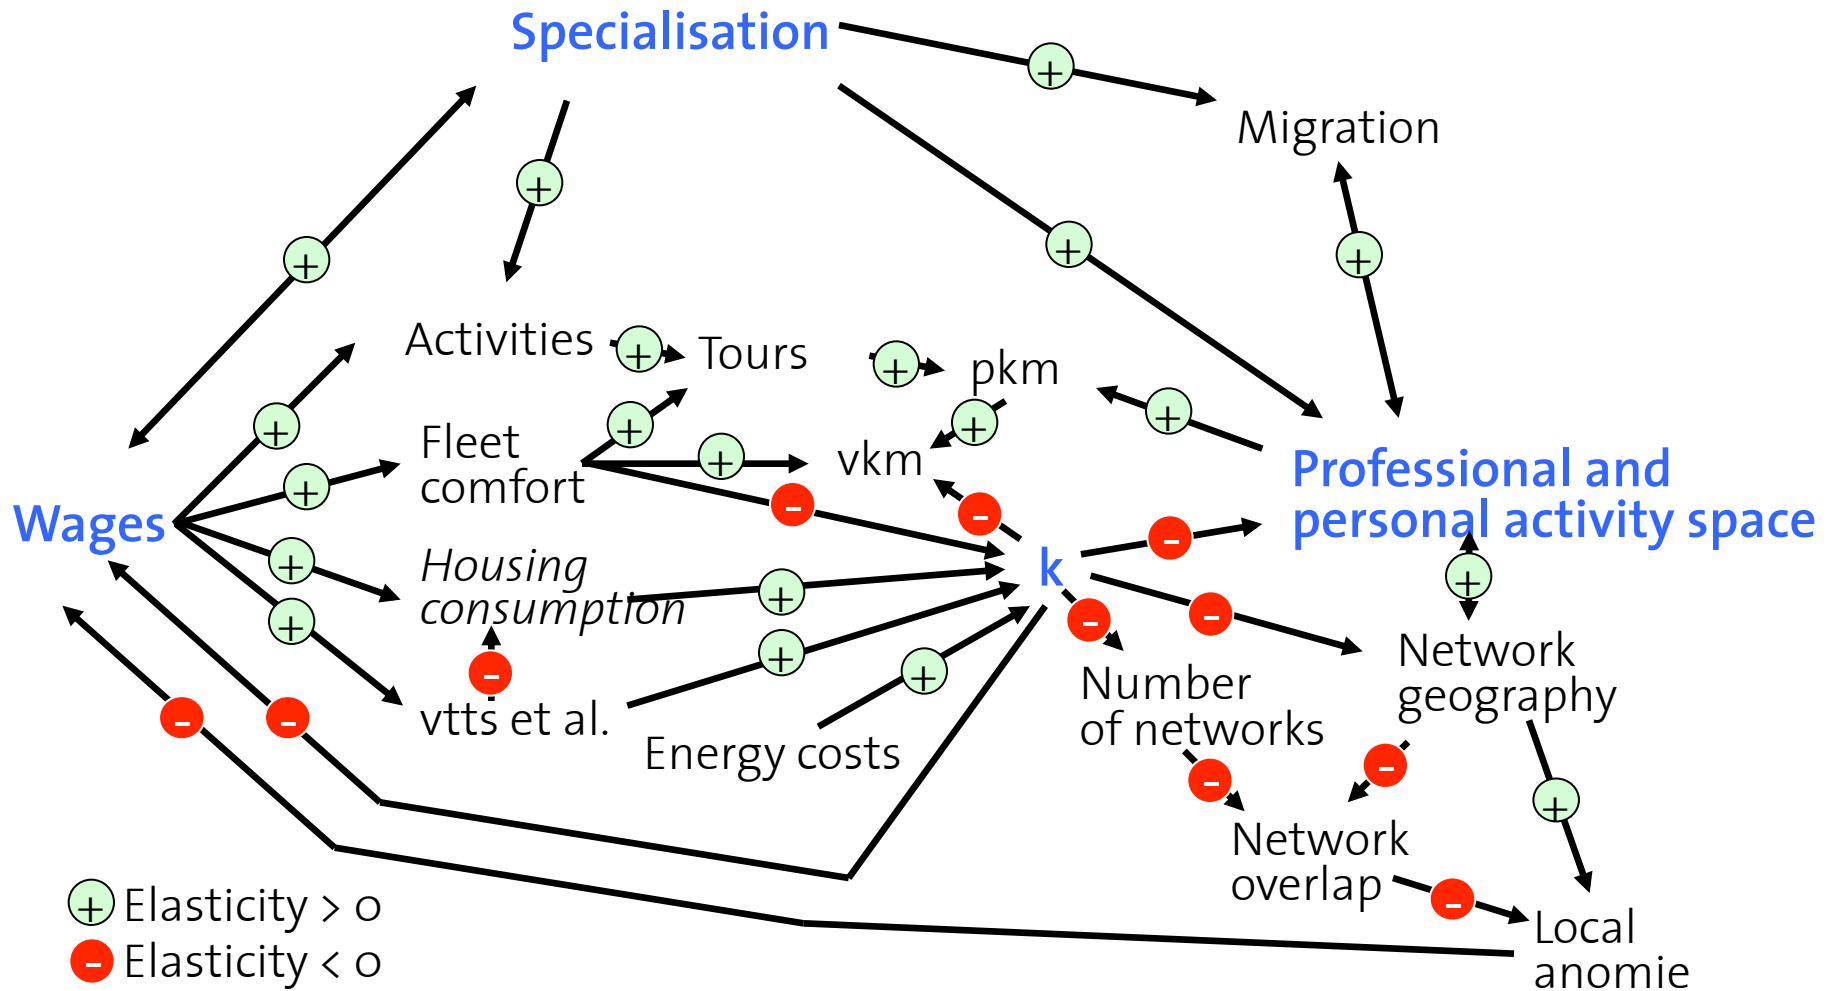 Specialisation
+
Migration
+
+
+
+
Activities
+
Tours
+
pkm
+
+
Fleet
comfort
+
+
+
vkm
+
Professional and
personal activity space
Wages
+
-
-
-
k
+
Housing
consumption
+
+
+
-
-
+
-
vtts et al.
+
+
Energy costs
Number
of networks
Network
geography
-
-
-
-
+
Network
overlap
-
Local
anomie
+ Elasticity > 0
- Elasticity < 0